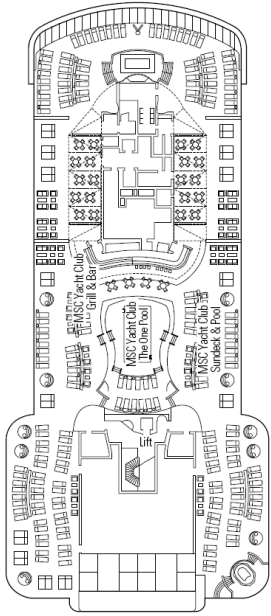 MSC Yacht Club
Grill & Bar
MSC Yacht Club
The One Pool
MSC Yacht Club
Sundeck & Pool
Lift